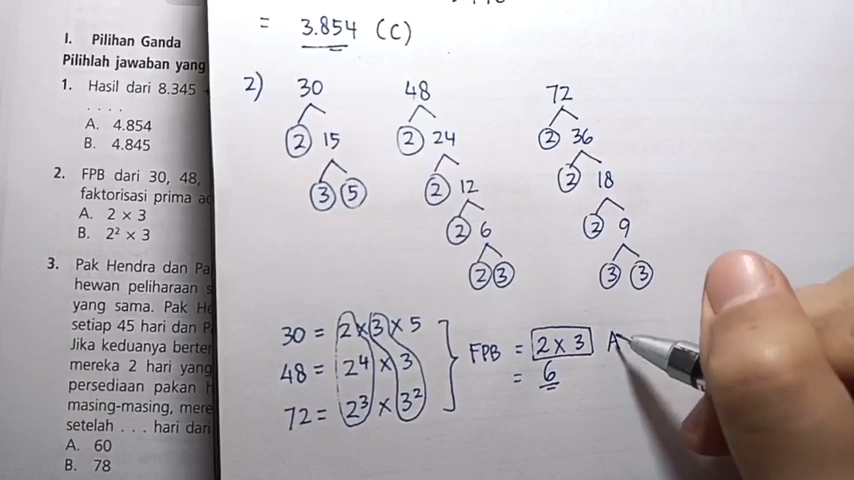 I. Pilihan Ganda
Pilihlah jawaban yang
1. Hasil dari 8.345
. . . .
A. 4.854
B. 4.845
2. FPB dari 30, 48,
faktorisasi prima
A. 2 × 3
B. 2² × 3
3. Pak Hendra dan
hewan peliharaan
yang sama. Pak
setiap 45 hari dan
Jika keduanya
mereka 2 hari yang
persediaan pakan
masing-masing,
setelah . . . hari dari
A. 60
B. 78
= 3.854 (C)
2) 30 48 72
2 15 2 24 2 36
3 5 2 12 2 18
2 6 2 9
2 3 3 3
30 = 2 × 3 × 5
48 = 2⁴ × 3
72 = 2³ × 3²
FPB = 2 × 3 A
= 6